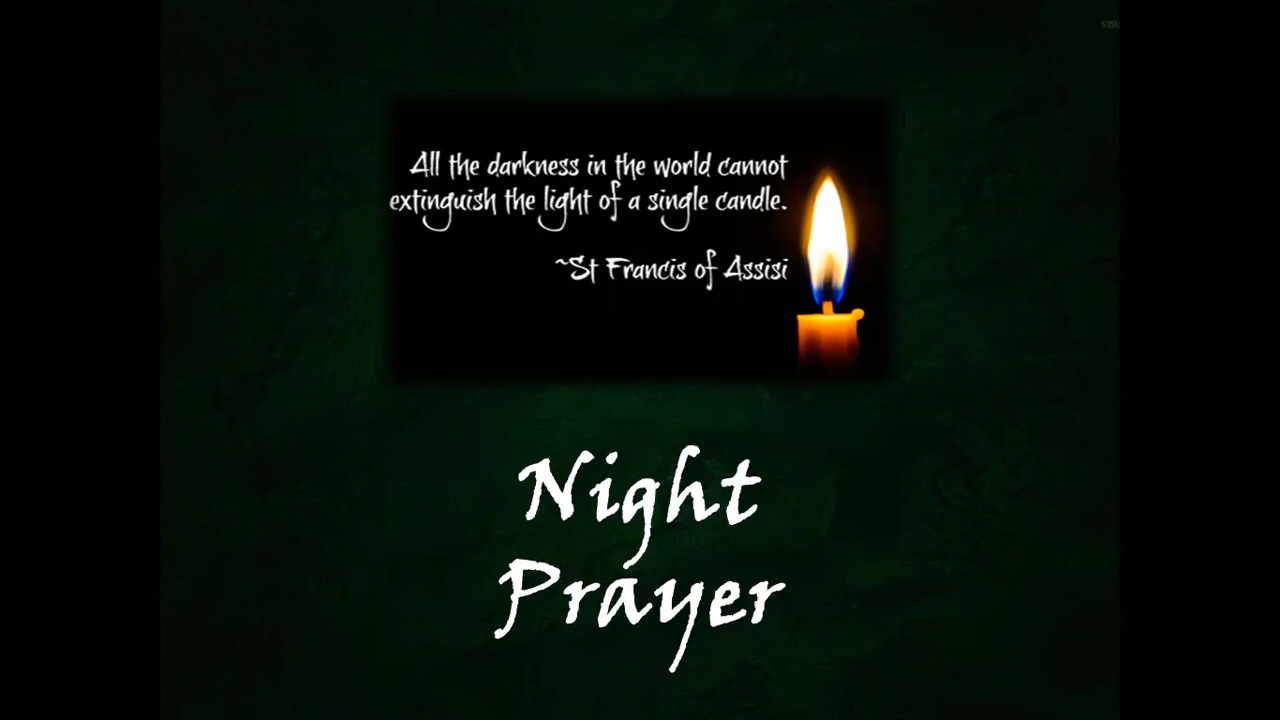 All the darkness in the world cannot
extinguish the light of a single candle.
~St Francis of Assisi
Night
Prayer